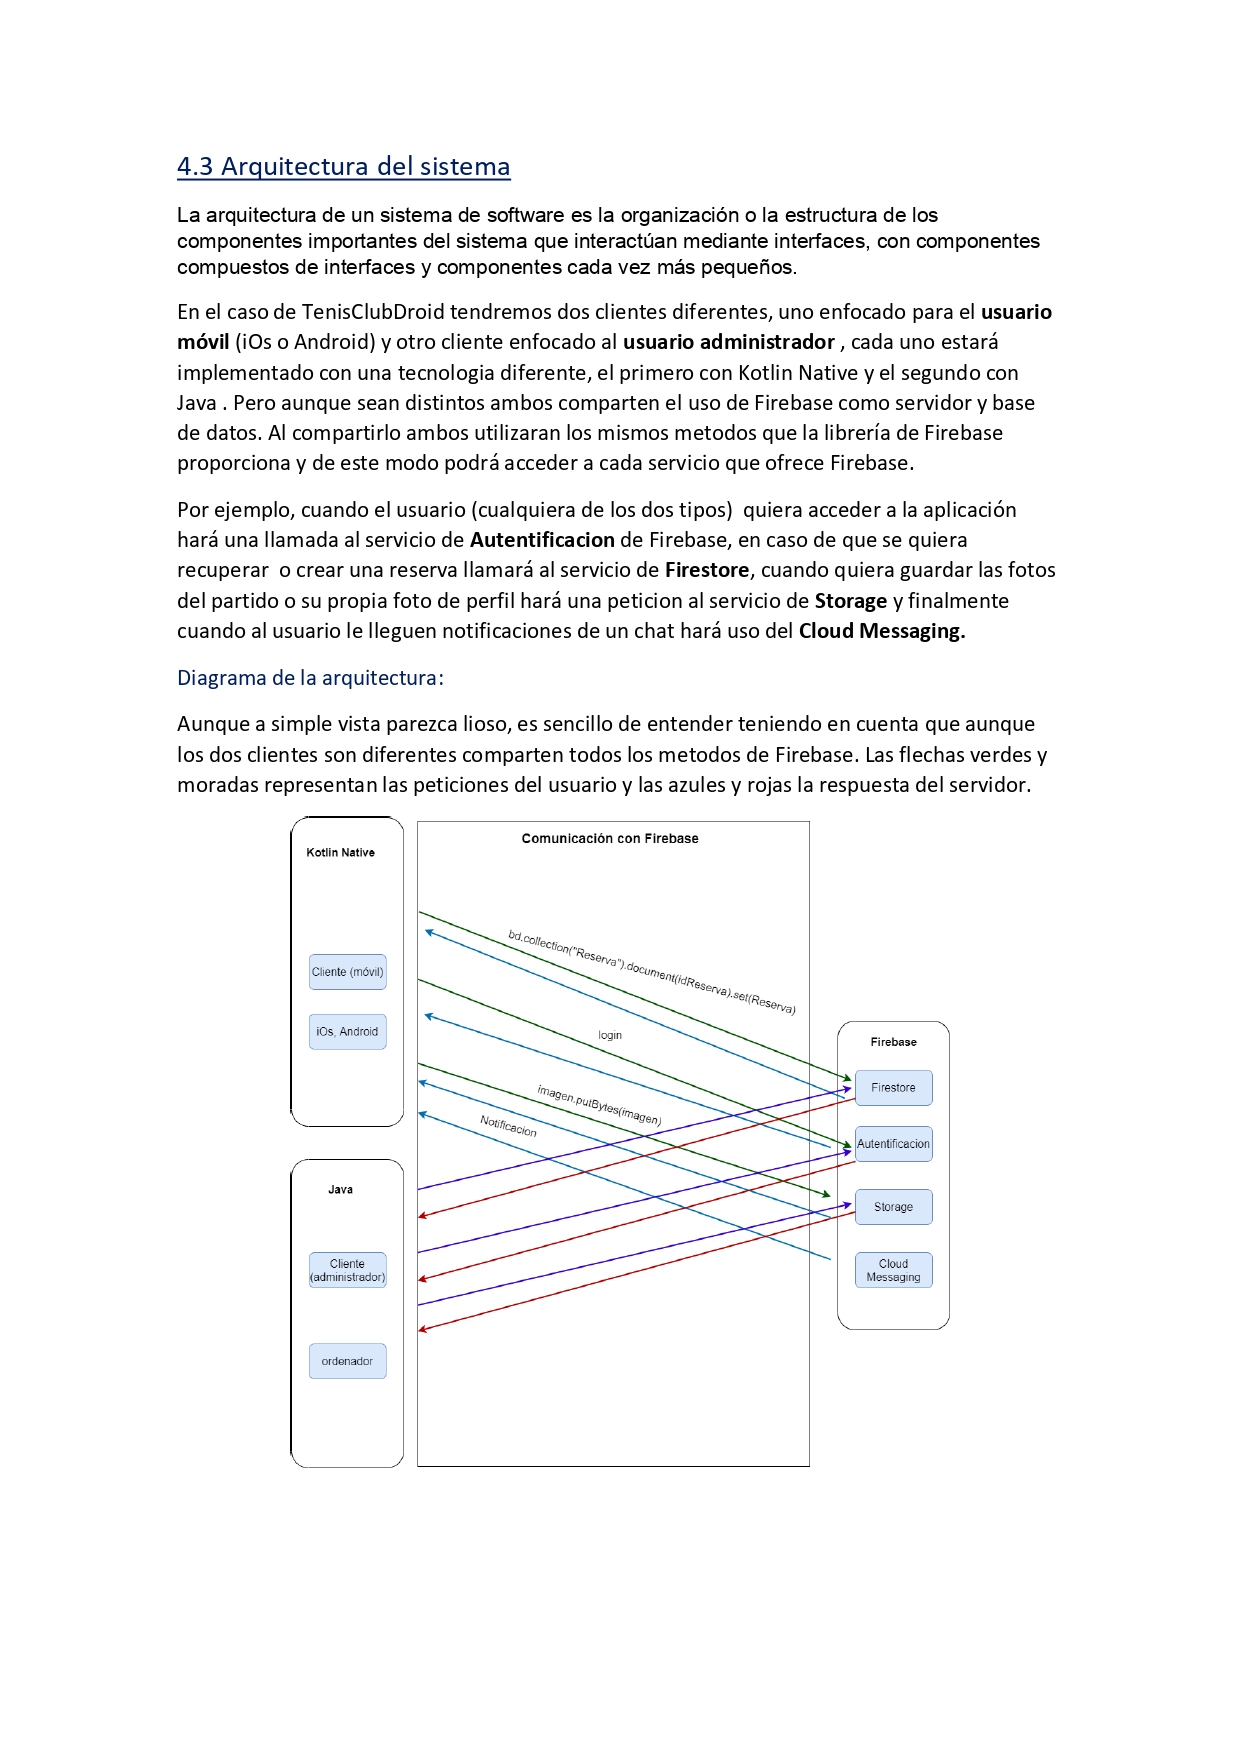 4.3 Arquitectura del sistema
La arquitectura de un sistema de software es la organización o la estructura de los
componentes importantes del sistema que interactúan mediante interfaces, con componentes
compuestos de interfaces y componentes cada vez más pequeños.
En el caso de TenisClubDroid tendremos dos clientes diferentes, uno enfocado para el usuario
móvil (iOs o Android) y otro cliente enfocado al usuario administrador , cada uno estará
implementado con una tecnologia diferente, el primero con Kotlin Native y el segundo con
Java . Pero aunque sean distintos ambos comparten el uso de Firebase como servidor y base
de datos. Al compartirlo ambos utilizaran los mismos metodos que la librería de Firebase
proporciona y de este modo podrá acceder a cada servicio que ofrece Firebase.
Por ejemplo, cuando el usuario (cualquiera de los dos tipos)  quiera acceder a la aplicación
hará una llamada al servicio de Autentificacion de Firebase, en caso de que se quiera
recuperar  o crear una reserva llamará al servicio de Firestore, cuando quiera guardar las fotos
del partido o su propia foto de perfil hará una peticion al servicio de Storage y finalmente
cuando al usuario le lleguen notificaciones de un chat hará uso del Cloud Messaging.
Diagrama de la arquitectura:
Aunque a simple vista parezca lioso, es sencillo de entender teniendo en cuenta que aunque
los dos clientes son diferentes comparten todos los metodos de Firebase. Las flechas verdes y
moradas representan las peticiones del usuario y las azules y rojas la respuesta del servidor.
Kotlin Native
Cliente (móvil)
iOs, Android
Java
Cliente
(administrador)
ordenador
Comunicación con Firebase
bd.collection("Reserva").document(idReserva).set(Reserva)
login
imagen.putBytes(imagen)
Notificacion
Firebase
Firestore
Autentificacion
Storage
Cloud
Messaging